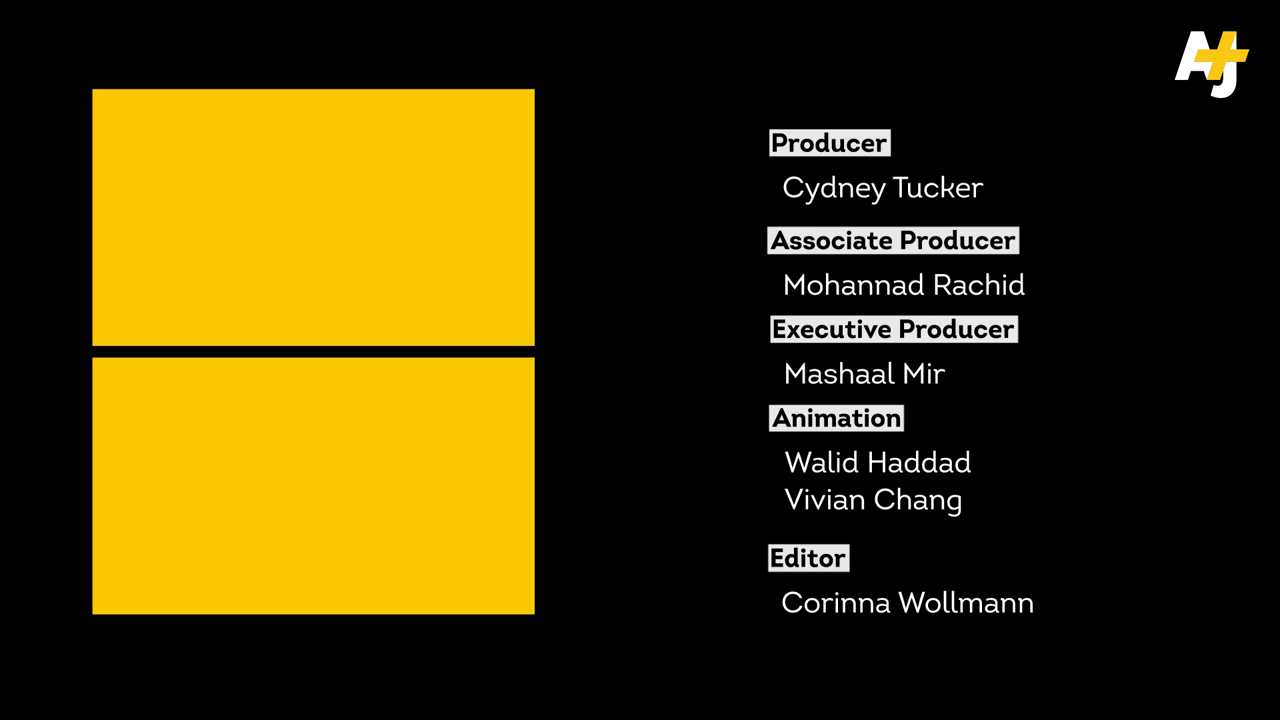 AJ+
Producer
Cydney Tucker
Associate Producer
Mohannad Rachid
Executive Producer
Mashaal Mir
Animation
Walid Haddad
Vivian Chang
Editor
Corinna Wollmann